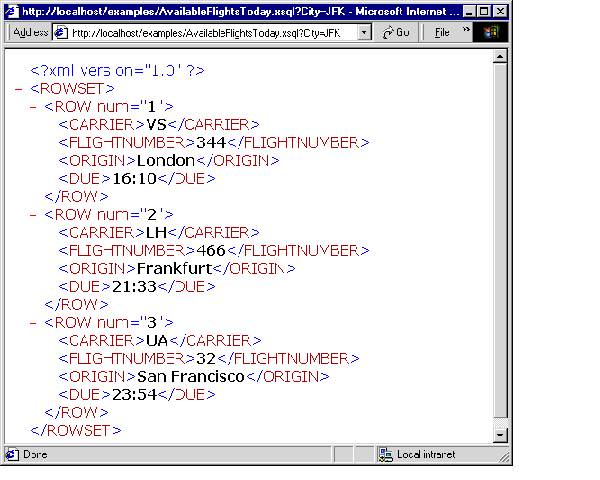 http://localhost/examples/AvailableFlightsToday.xsql?City=JFK - Microsoft Internet ...
Address http://localhost/examples/AvailableFlightsToday.xsql?City=JFK Go File »
<?xml version="1.0" ?>
- <ROWSET>
- <ROW num="1">
<CARRIER>VS</CARRIER>
<FLIGHTNUMBER>344</FLIGHTNUMBER>
<ORIGIN>London</ORIGIN>
<DUE>16:10</DUE>
</ROW>
- <ROW num="2">
<CARRIER>LH</CARRIER>
<FLIGHTNUMBER>466</FLIGHTNUMBER>
<ORIGIN>Frankfurt</ORIGIN>
<DUE>21:33</DUE>
</ROW>
- <ROW num="3">
<CARRIER>UA</CARRIER>
<FLIGHTNUMBER>32</FLIGHTNUMBER>
<ORIGIN>San Francisco</ORIGIN>
<DUE>23:54</DUE>
</ROW>
</ROWSET>
Done Local intranet